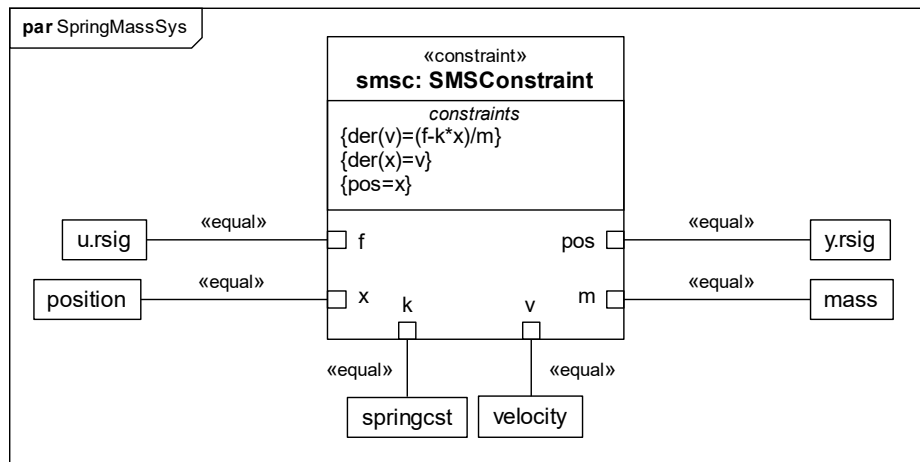 par SpringMassSys
«constraint»
smsc: SMSConstraint
constraints
{der(v)=(f-k*x)/m}
{der(x)=v}
{pos=x}
u.rsig
«equal»
f
pos
«equal»
y.rsig
position
«equal»
x
k
v
m
«equal»
mass
«equal»
«equal»
springcst
velocity